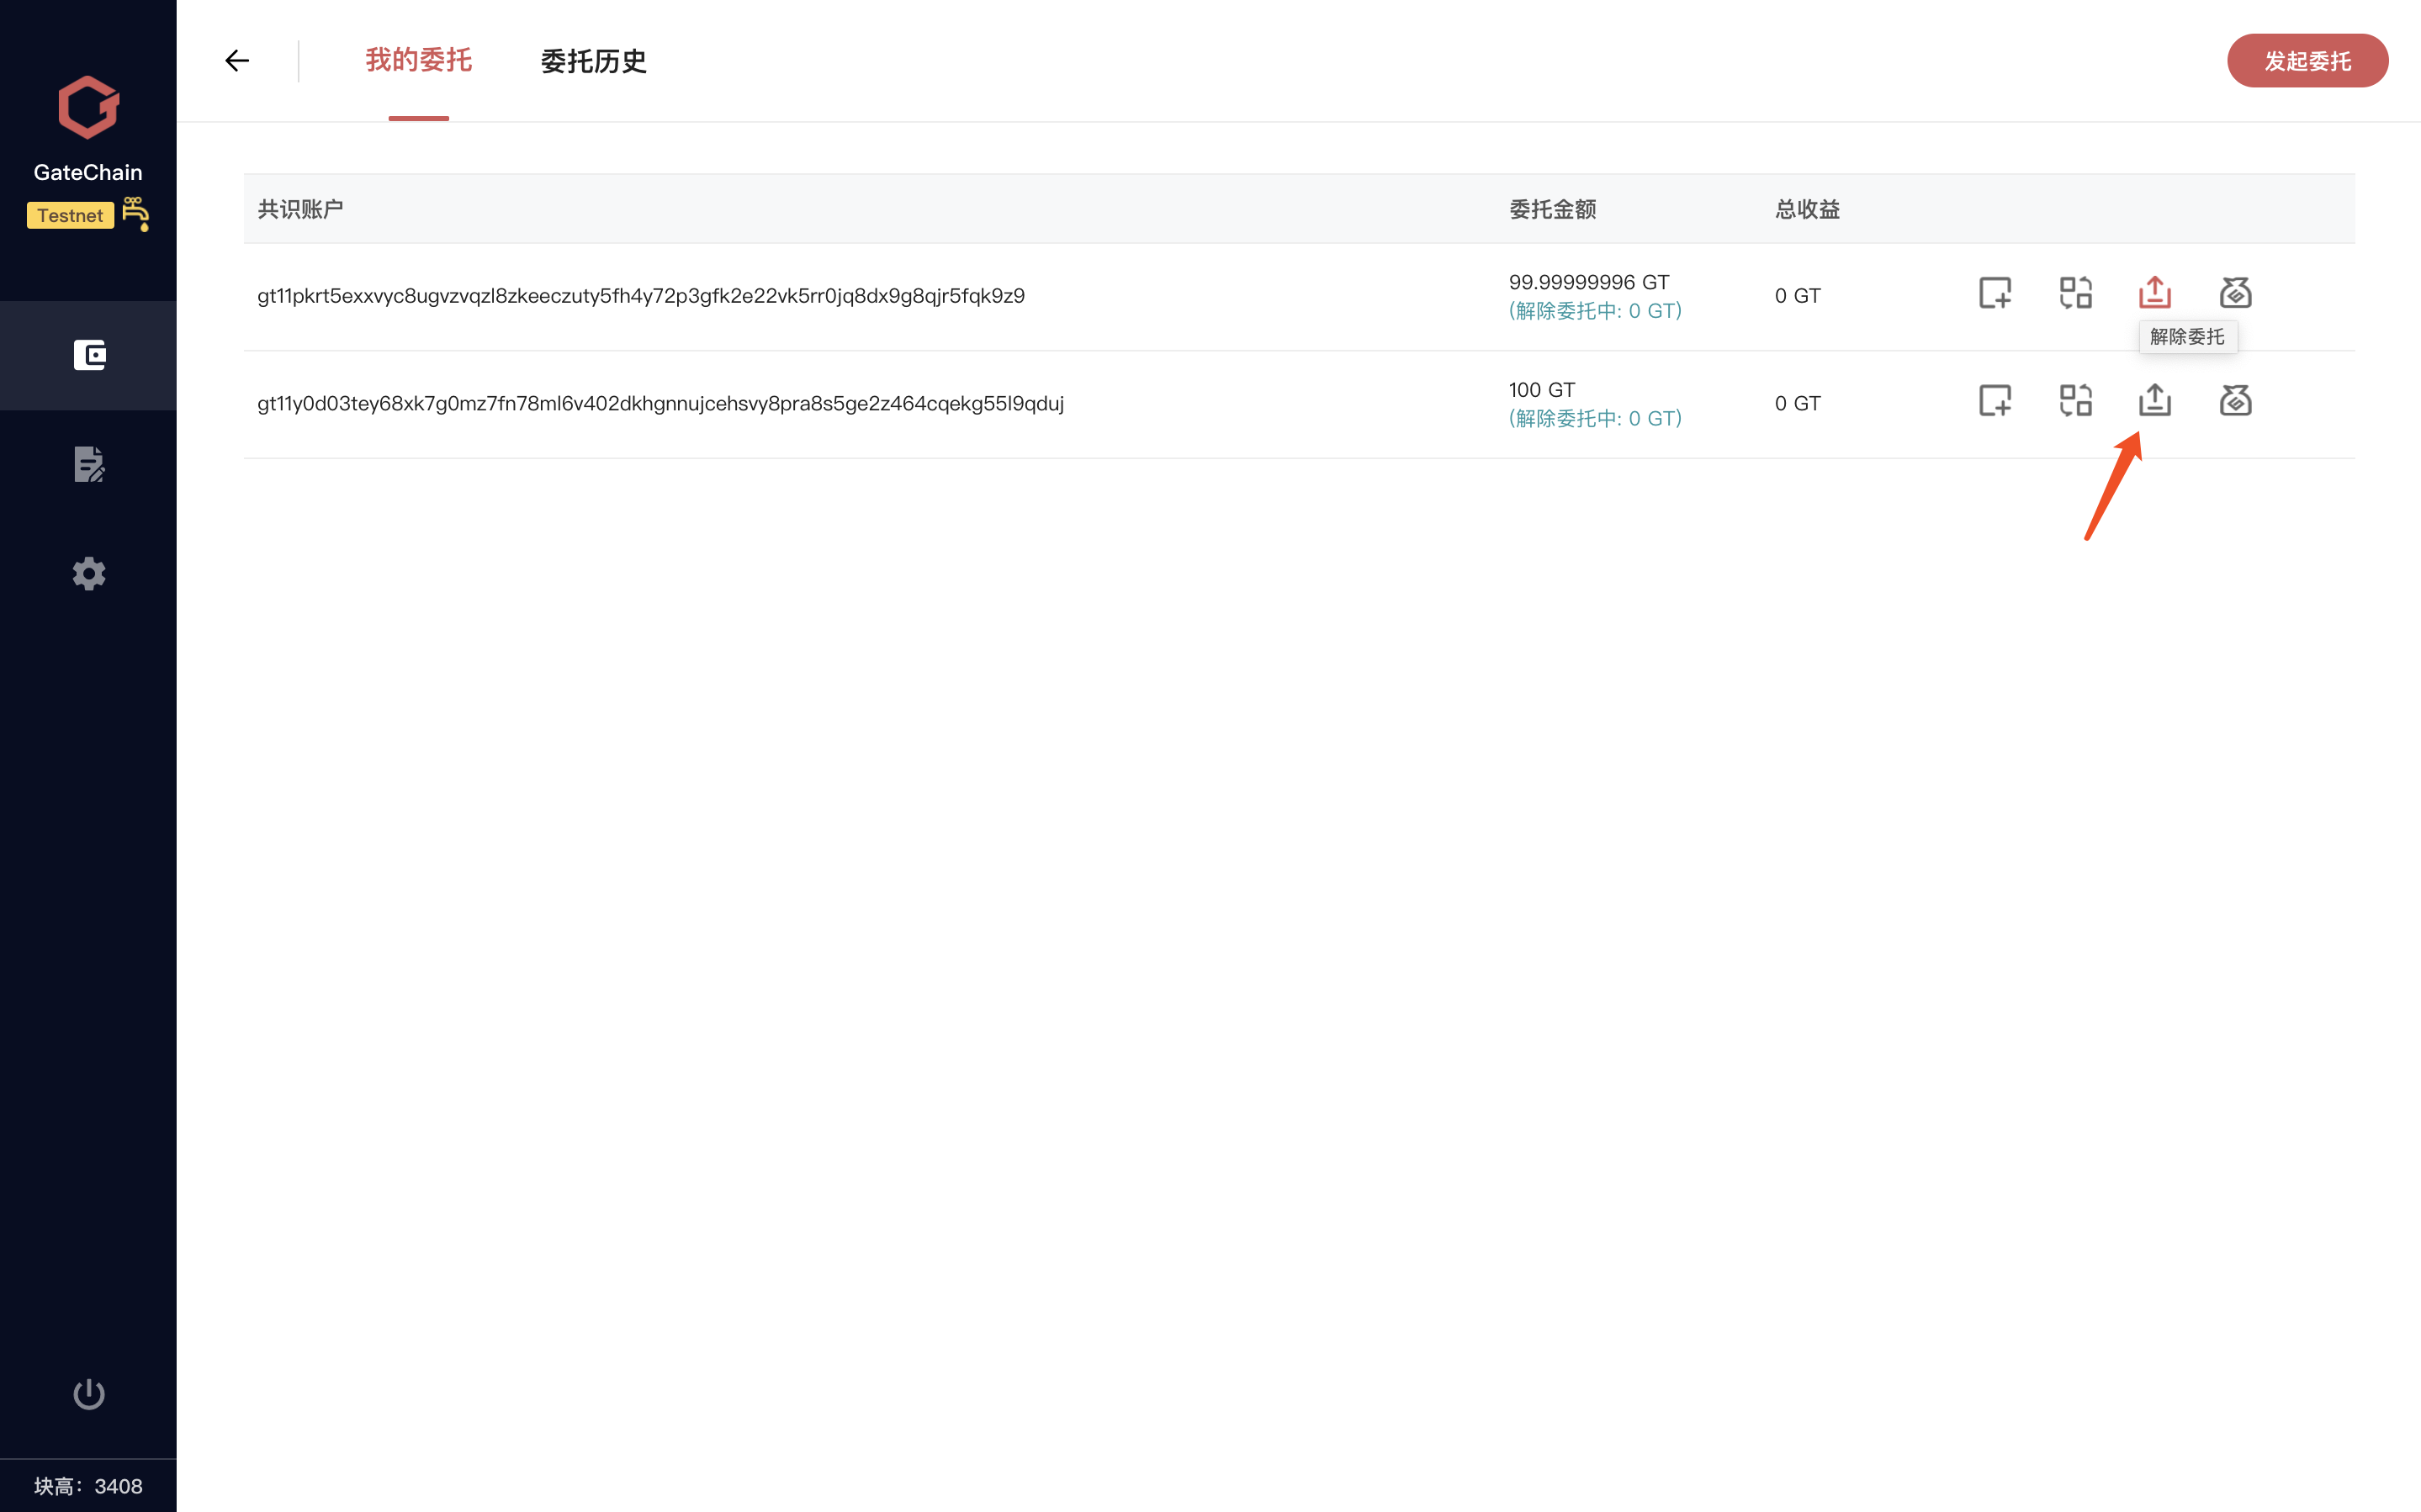 GateChain
Testnet
块高：3408
我的委托
委托历史
发起委托
共识账户
委托金额
总收益
gt11pkrt5exxvyc8ugvzvqzl8zkeeczuty5fh4y72p3gfk2e22vk5rr0jq8dx9g8qjr5fqk9z9
99.99999996 GT
(解除委托中: 0 GT)
0 GT
解除委托
gt11y0d03tey68xk7g0mz7fn78ml6v402dkhgnnujcehsvy8pra8s5ge2z464cqekg55l9qduj
100 GT
(解除委托中: 0 GT)
0 GT